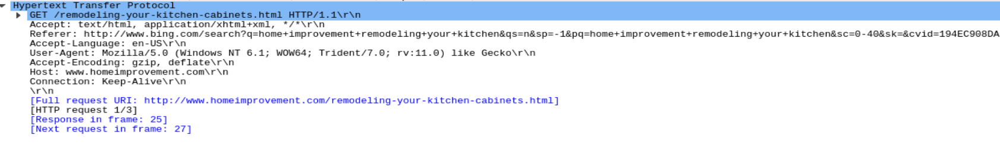 Hypertext Transfer Protocol
GET /remodeling-your-kitchen-cabinets.html HTTP/1.1\r\n
Accept: text/html, application/xhtml+xml, */*\r\n
Referer: http://www.bing.com/search?q=home+improvement+remodeling+your+kitchen&qs=n&sp=-1&pq=home+improvement+remodeling+your+kitchen&sc=0-40&sk=&cvid=194EC908DA
Accept-Language: en-US\r\n
User-Agent: Mozilla/5.0 (Windows NT 6.1; WOW64; Trident/7.0; rv:11.0) like Gecko\r\n
Accept-Encoding: gzip, deflate\r\n
Host: www.homeimprovement.com\r\n
Connection: Keep-Alive\r\n
\r\n
[Full request URI: http://www.homeimprovement.com/remodeling-your-kitchen-cabinets.html]
[HTTP request 1/3]
[Response in frame: 25]
[Next request in frame: 27]